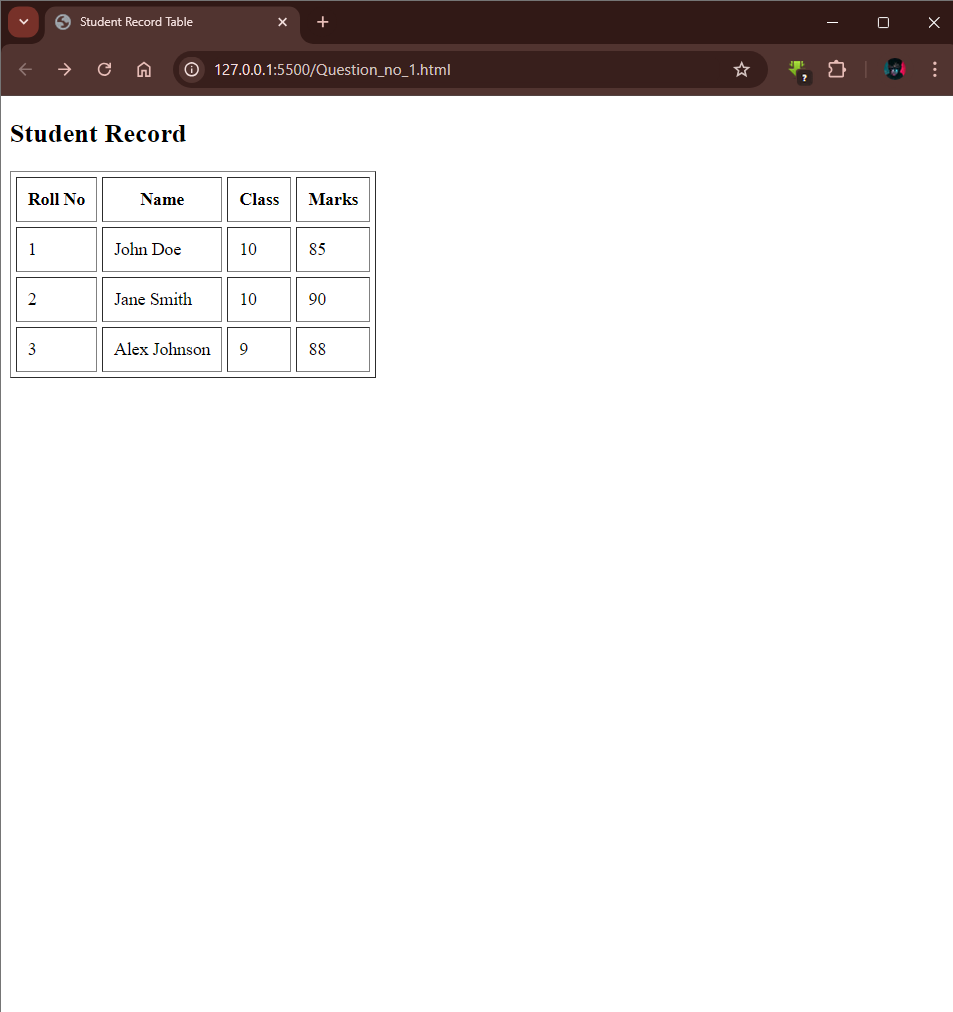 Student Record Table
127.0.0.1:5500/Question_no_1.html
?
Student Record
Roll No Name Class Marks
1 John Doe 10 85
2 Jane Smith 10 90
3 Alex Johnson 9 88